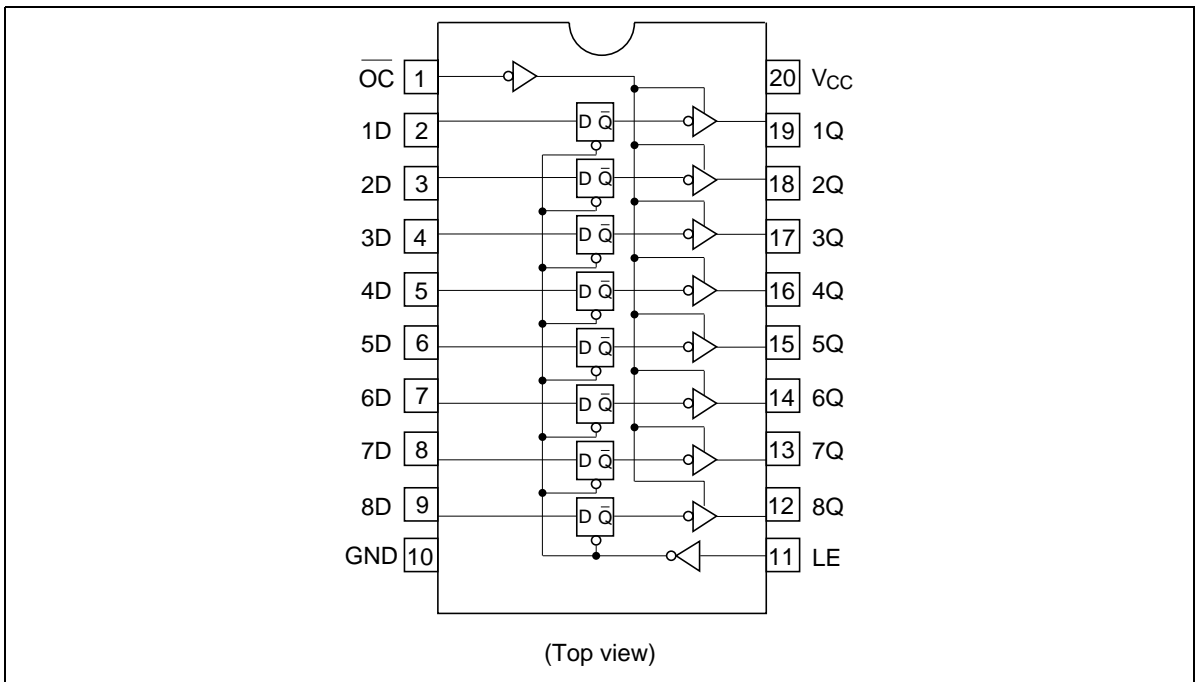 O̅C̅ 1 20 VCC
1D 2 D Q̅ 19 1Q
2D 3 D Q̅ 18 2Q
3D 4 D Q̅ 17 3Q
4D 5 D Q̅ 16 4Q
5D 6 D Q̅ 15 5Q
6D 7 D Q̅ 14 6Q
7D 8 D Q̅ 13 7Q
8D 9 D Q̅ 12 8Q
GND 10 11 LE
(Top view)